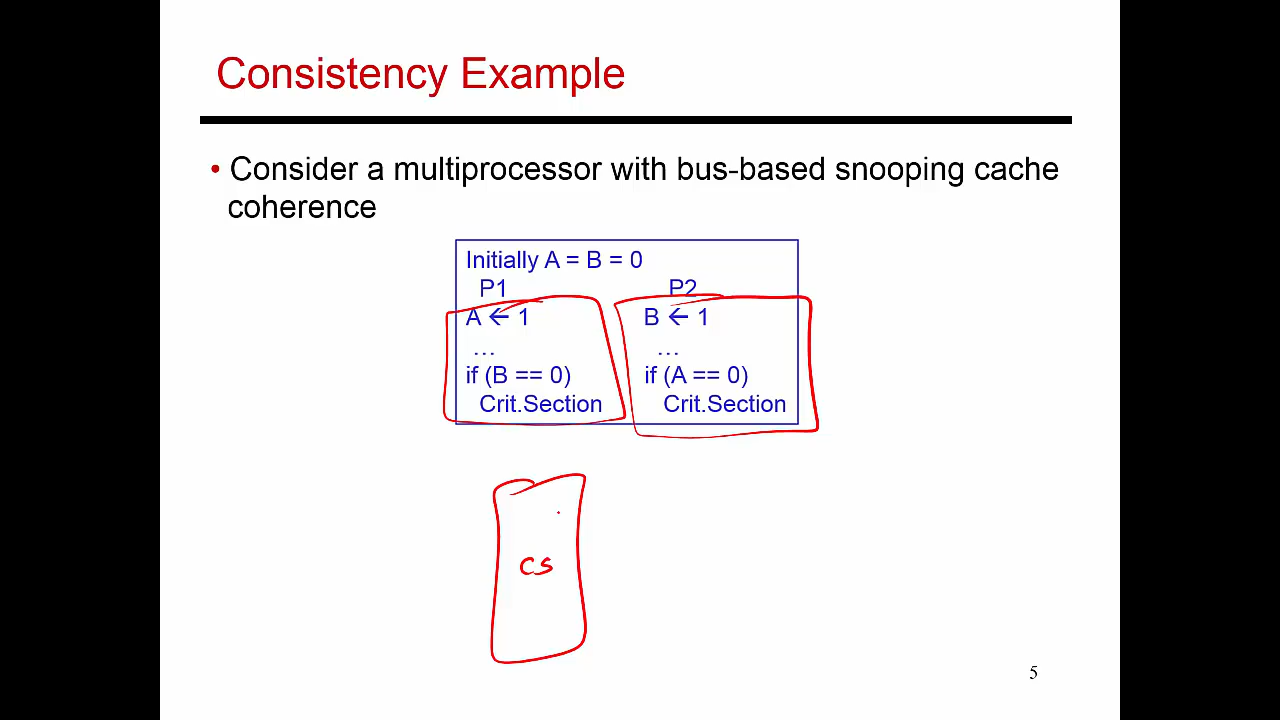 Consistency Example
• Consider a multiprocessor with bus-based snooping cache
coherence
Initially A = B = 0
P1 P2
A ← 1 B ← 1
… …
if (B == 0) if (A == 0)
Crit.Section Crit.Section
CS
5